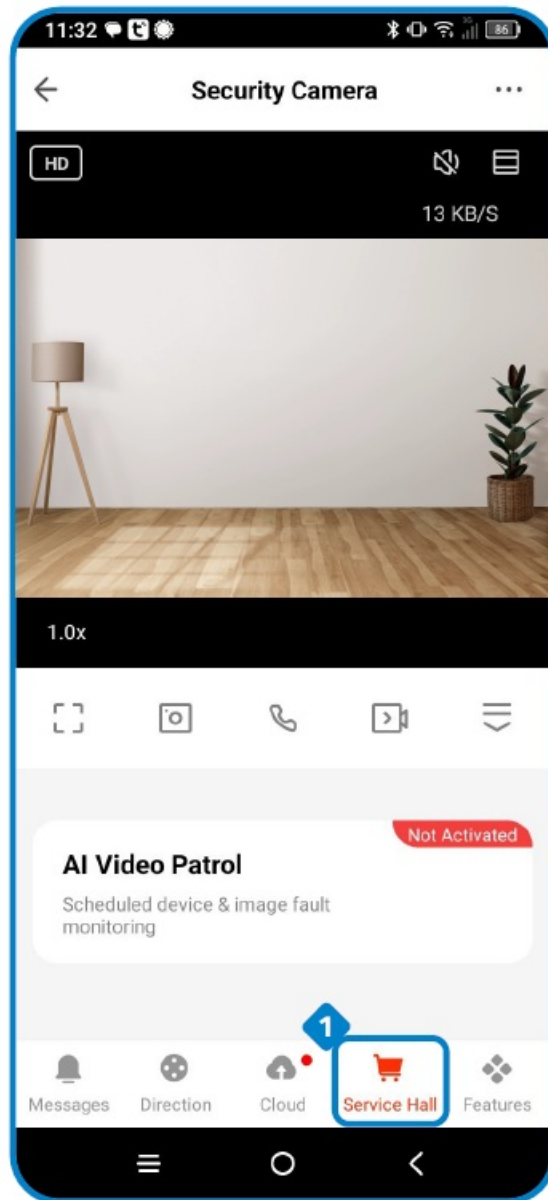 11:32
3G
86
Security Camera
HD
13 KB/S
1.0x
Not Activated
AI Video Patrol
Scheduled device & image fault
monitoring
1
Messages Direction Cloud Service Hall Features